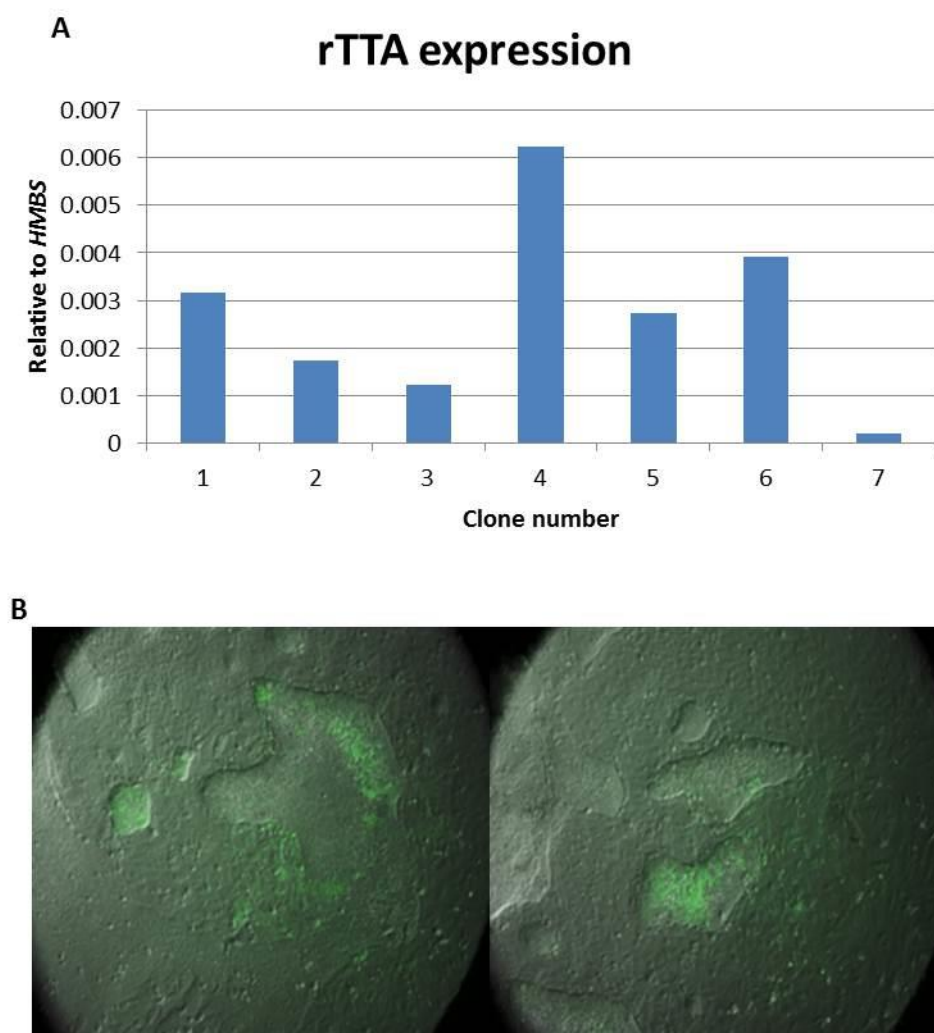 A
rTTA expression
0.007
0.006
0.005
0.004
0.003
0.002
0.001
0
Relative to HMBS
1 2 3 4 5 6 7
Clone number
B